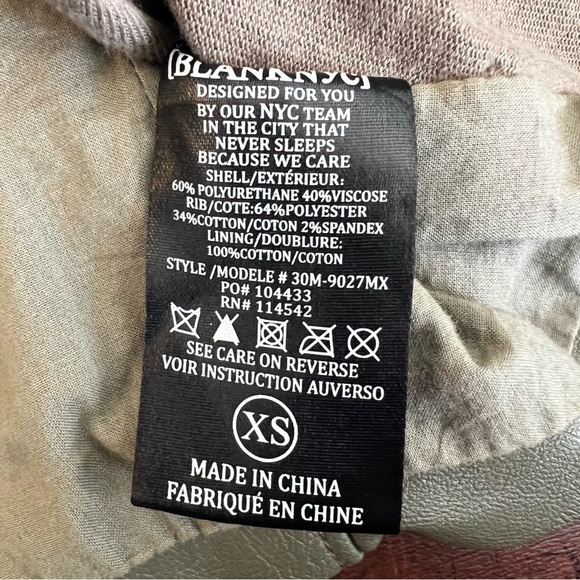 [BLANKNYC]
DESIGNED FOR YOU
BY OUR NYC TEAM
IN THE CITY THAT
NEVER SLEEPS
BECAUSE WE CARE
SHELL/EXTÉRIEUR:
60% POLYURETHANE 40%VISCOSE
RIB/COTE:64%POLYESTER
34%COTTON/COTON 2%SPANDEX
LINING/DOUBLURE:
100%COTTON/COTON
STYLE /MODELE # 30M-9027MX
PO# 104433
RN# 114542
SEE CARE ON REVERSE
VOIR INSTRUCTION AUVERSO
XS
MADE IN CHINA
FABRIQUÉ EN CHINE